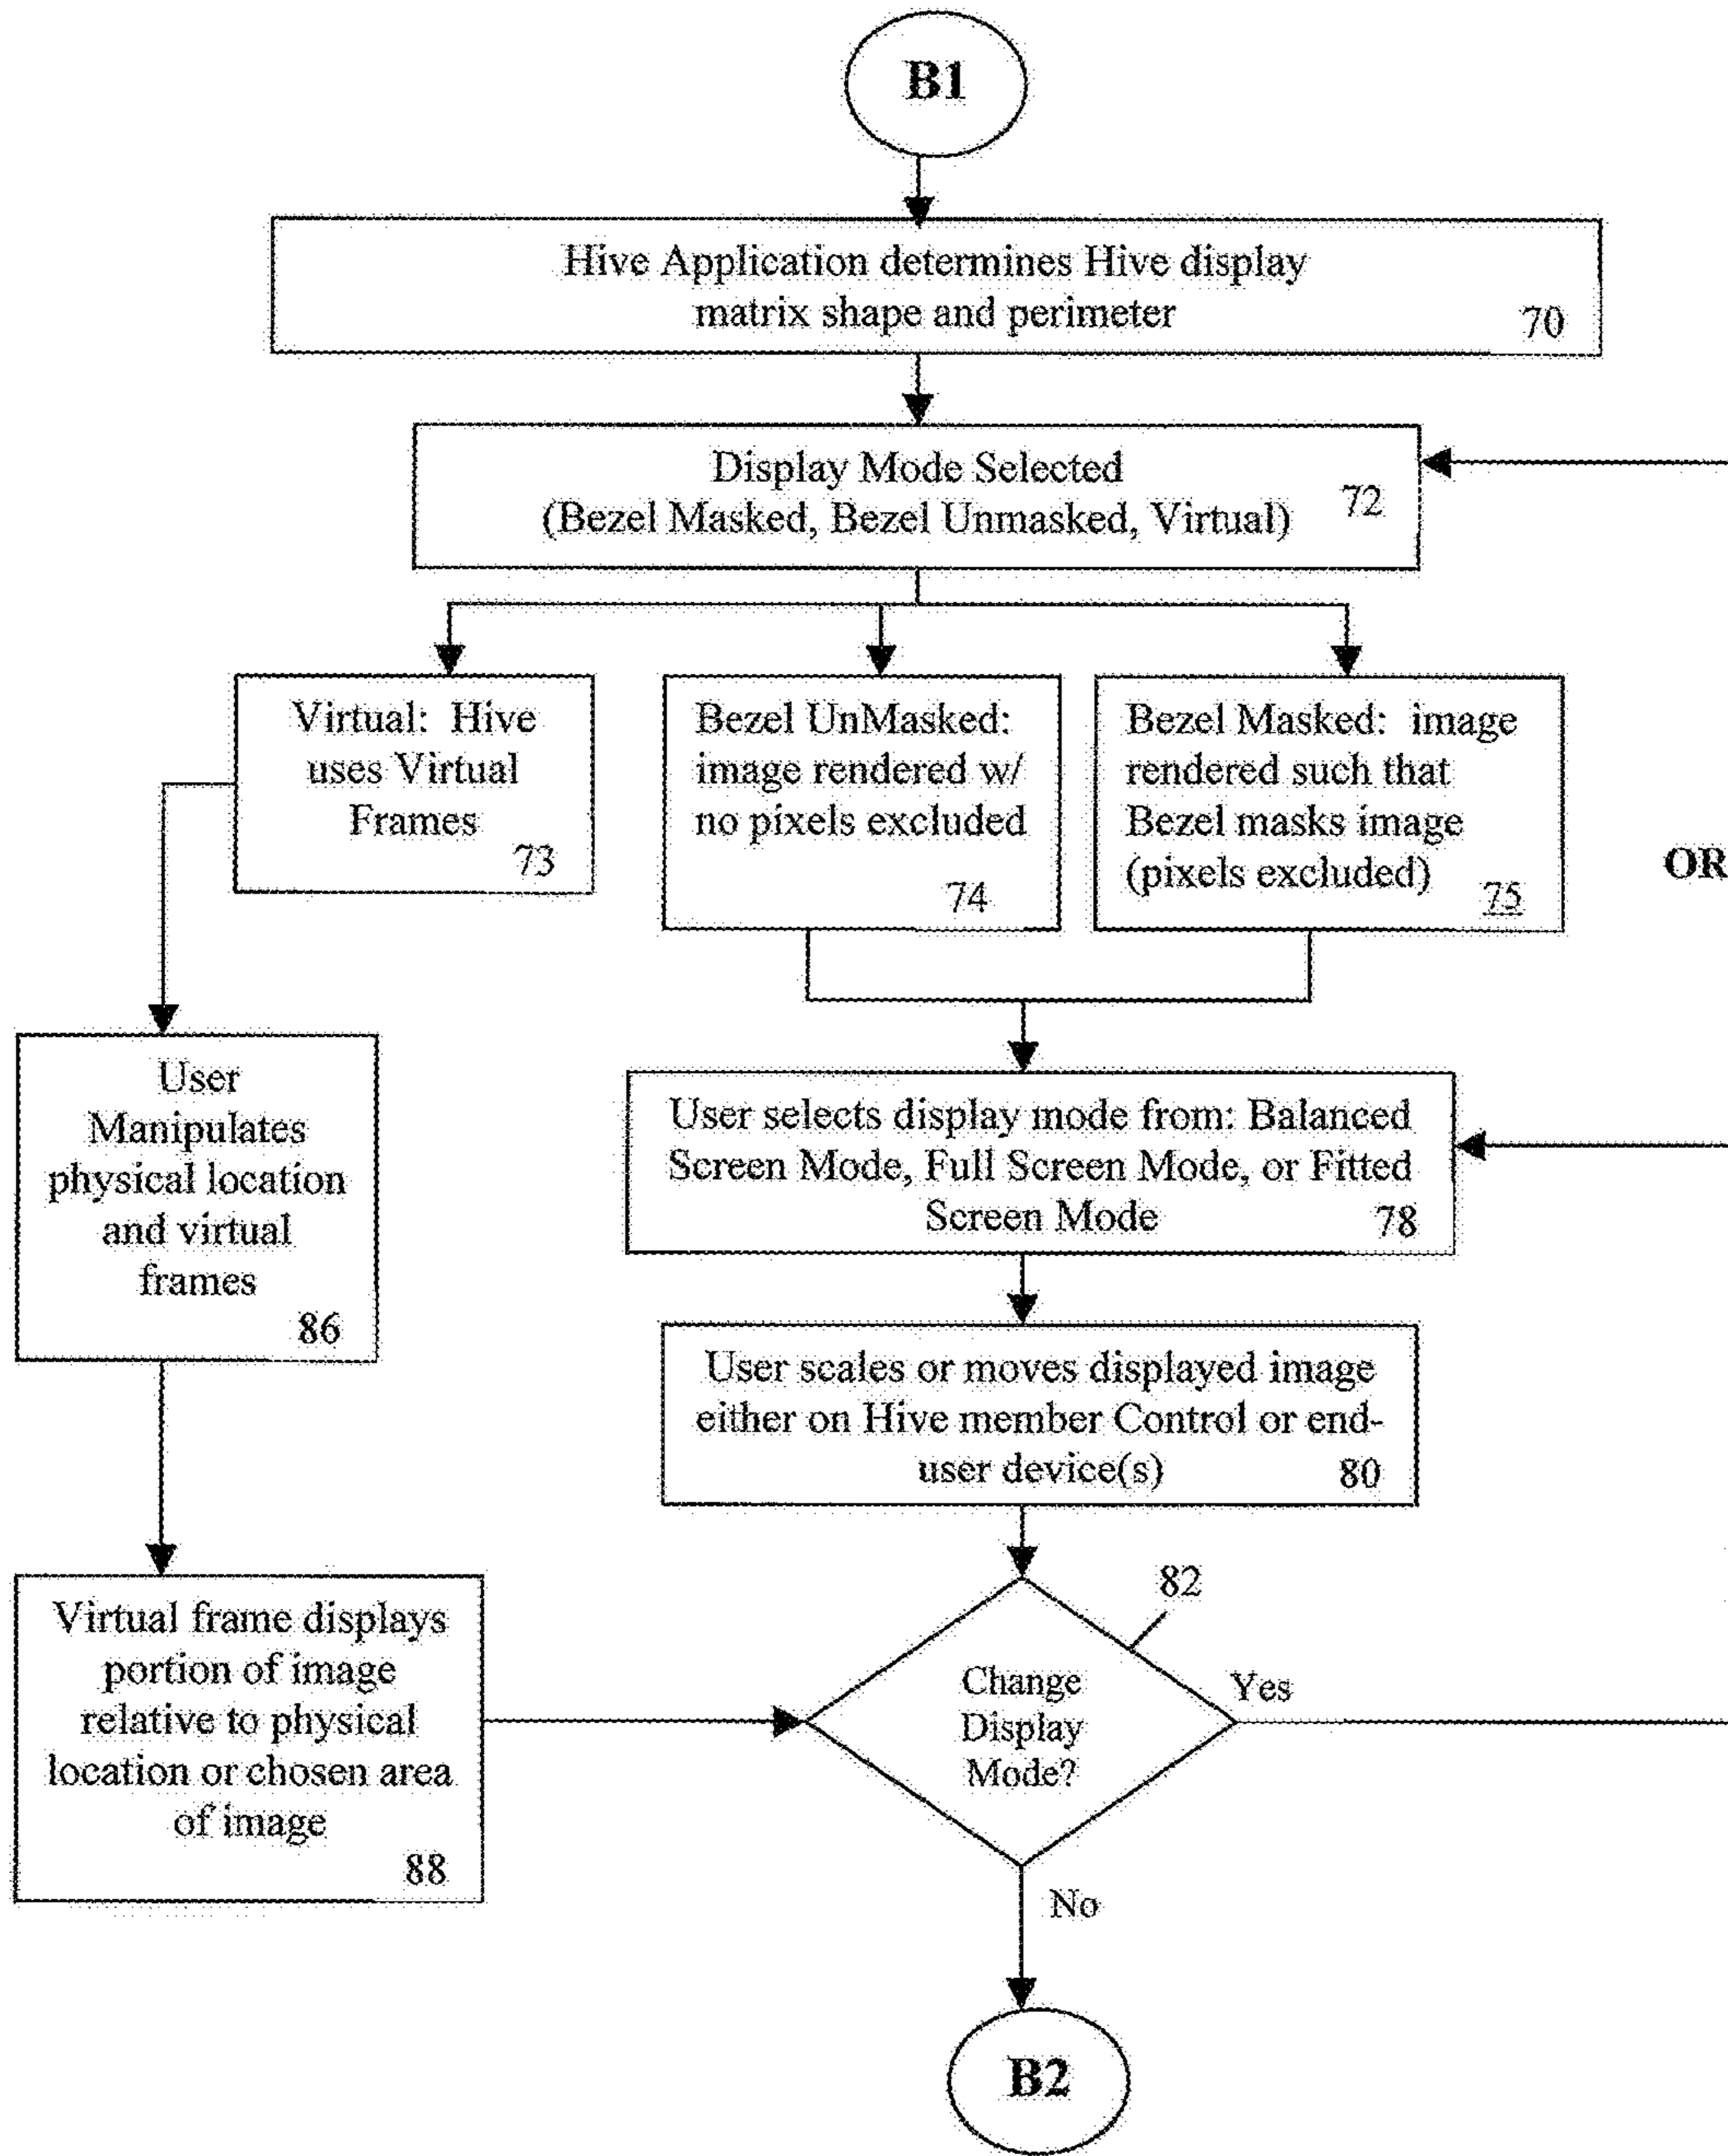 B1
Hive Application determines Hive display
matrix shape and perimeter
70
Display Mode Selected
(Bezel Masked, Bezel Unmasked, Virtual)
72
Virtual: Hive
uses Virtual
Frames
73
Bezel UnMasked:
image rendered w/
no pixels excluded
74
Bezel Masked: image
rendered such that
Bezel masks image
(pixels excluded)
75
OR
User
Manipulates
physical location
and virtual
frames
86
User selects display mode from: Balanced
Screen Mode, Full Screen Mode, or Fitted
Screen Mode
78
User scales or moves displayed image
either on Hive member Control or end-
user device(s)
80
Virtual frame displays
portion of image
relative to physical
location or chosen area
of image
88
82
Change
Display
Mode?
Yes
No
B2